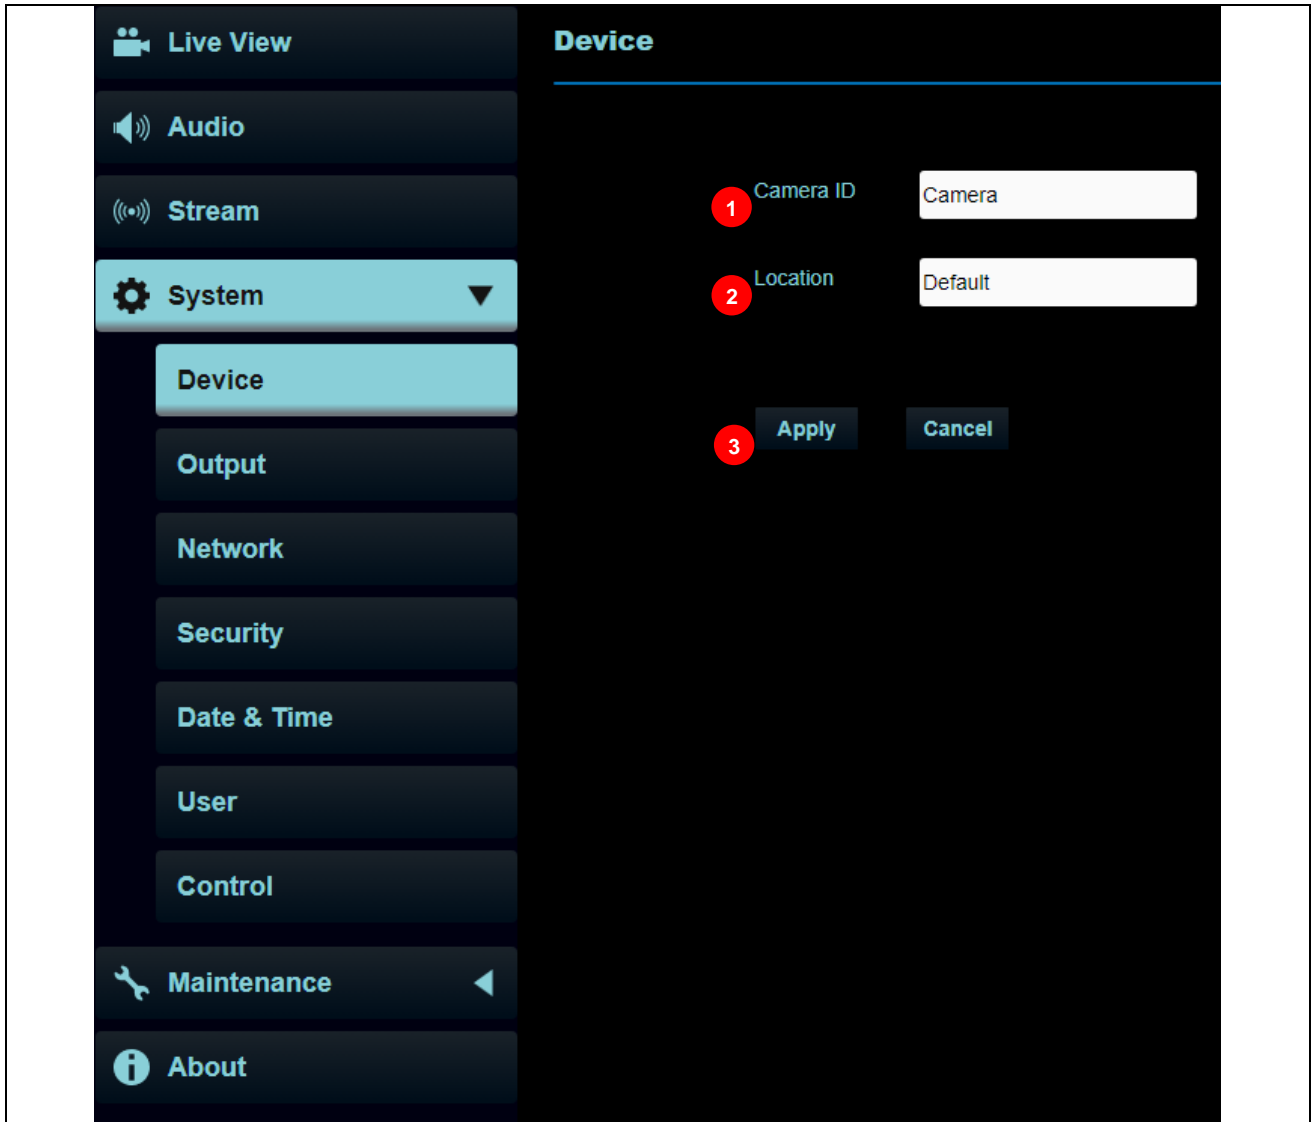 Live View
Audio
Stream
System
Device
Output
Network
Security
Date & Time
User
Control
Maintenance
About
Device
1 Camera ID Camera
2 Location Default
3 Apply Cancel